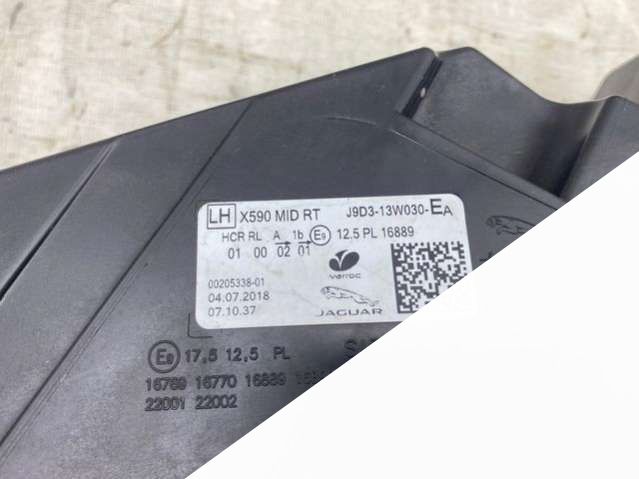 LH X590 MID RT J9D3-13W030-EA
HCR RL A 1b E9 12,5 PL 16889
01 00 02 01
00205338-01 varroc
04.07.2018
07.10.37 JAGUAR
E9 17,5 12,5 PL
16769 16770 16889
22001 22002